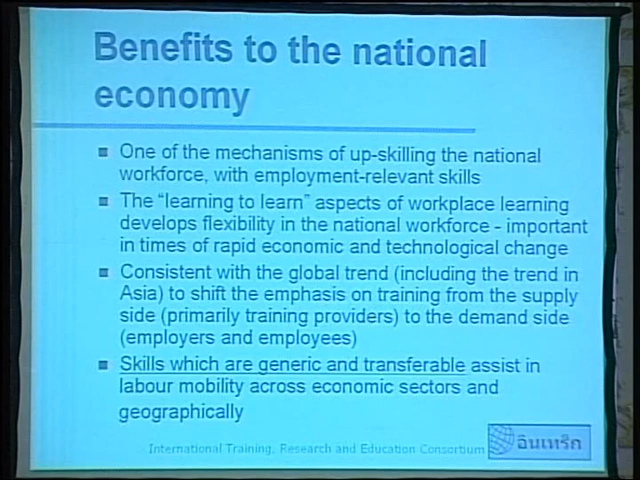 Benefits to the national
economy
One of the mechanisms of up-skilling the national
workforce, with employment-relevant skills
The "learning to learn" aspects of workplace learning
develops flexibility in the national workforce - important
in times of rapid economic and technological change
Consistent with the global trend (including the trend in
Asia) to shift the emphasis on training from the supply
side (primarily training providers) to the demand side
(employers and employees)
Skills which are generic and transferable assist in
labour mobility across economic sectors and
geographically
International Training, Research and Education Consortium
อินเทร็ค